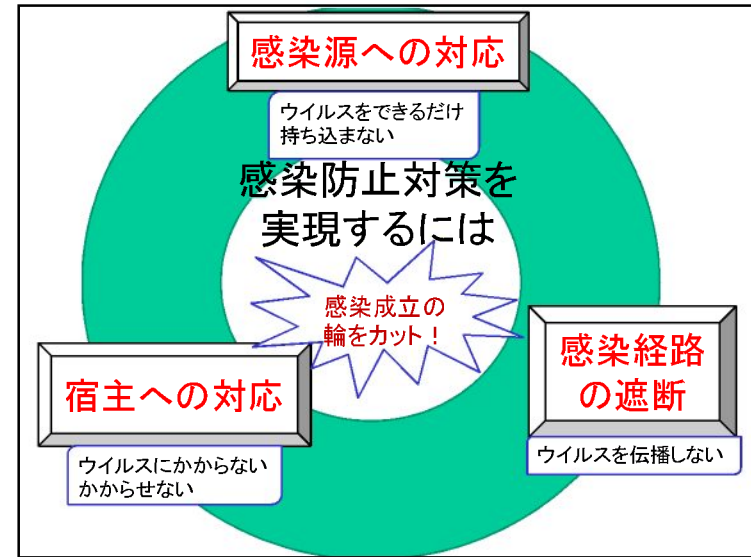 感染源への対応
ウイルスをできるだけ
持ち込まない
感染防止対策を
実現するには
感染成立の
輪をカット！
感染経路
の遮断
ウイルスを伝播しない
宿主への対応
ウイルスにかからない
かからせない